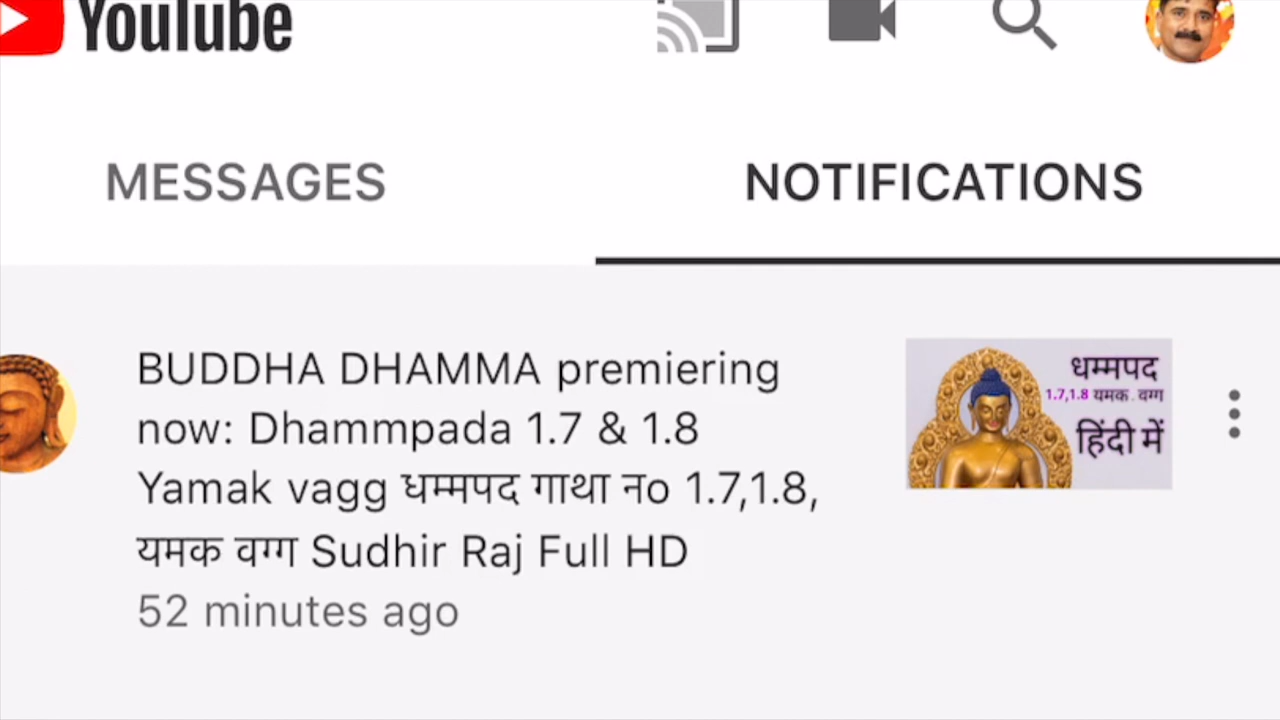 YouTube
MESSAGES
NOTIFICATIONS
BUDDHA DHAMMA premiering
now: Dhammpada 1.7 & 1.8
Yamak vagg धम्मपद गाथा नo 1.7,1.8,
यमक वग्ग Sudhir Raj Full HD
52 minutes ago
धम्मपद
1.7,1.8 यमक . वग्ग
हिंदी में